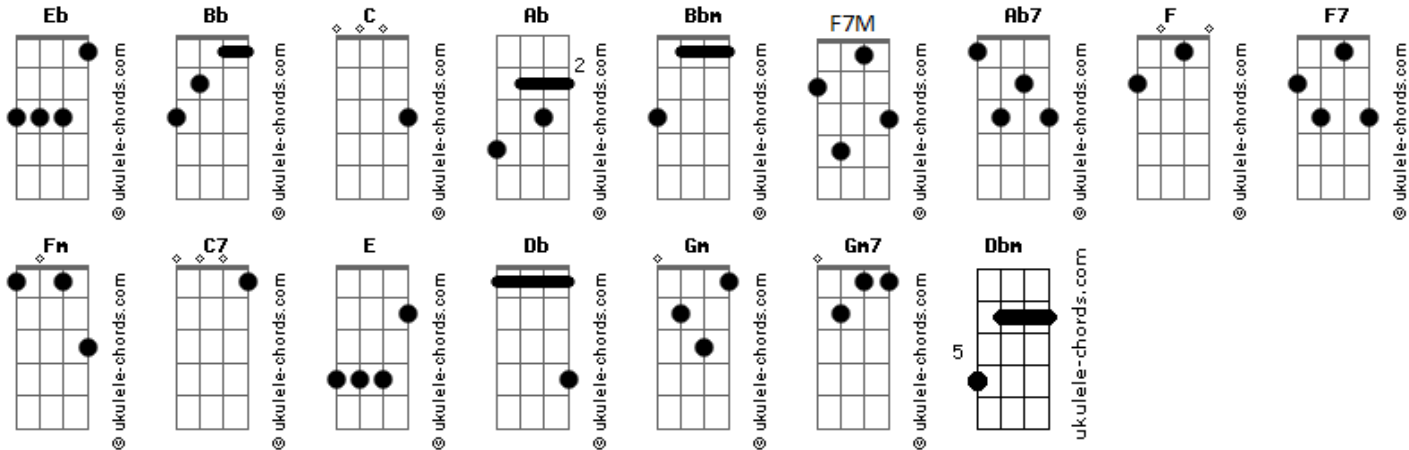 Eb Bb C Ab Bbm F7M Ab7 F F7
2
© ukulele-chords.com © ukulele-chords.com © ukulele-chords.com © ukulele-chords.com © ukulele-chords.com © ukulele-chords.com © ukulele-chords.com © ukulele-chords.com © ukulele-chords.com
Fm C7 E Db Gm Gm7 Dbm
5
© ukulele-chords.com © ukulele-chords.com © ukulele-chords.com © ukulele-chords.com © ukulele-chords.com © ukulele-chords.com ukulele-chords.com